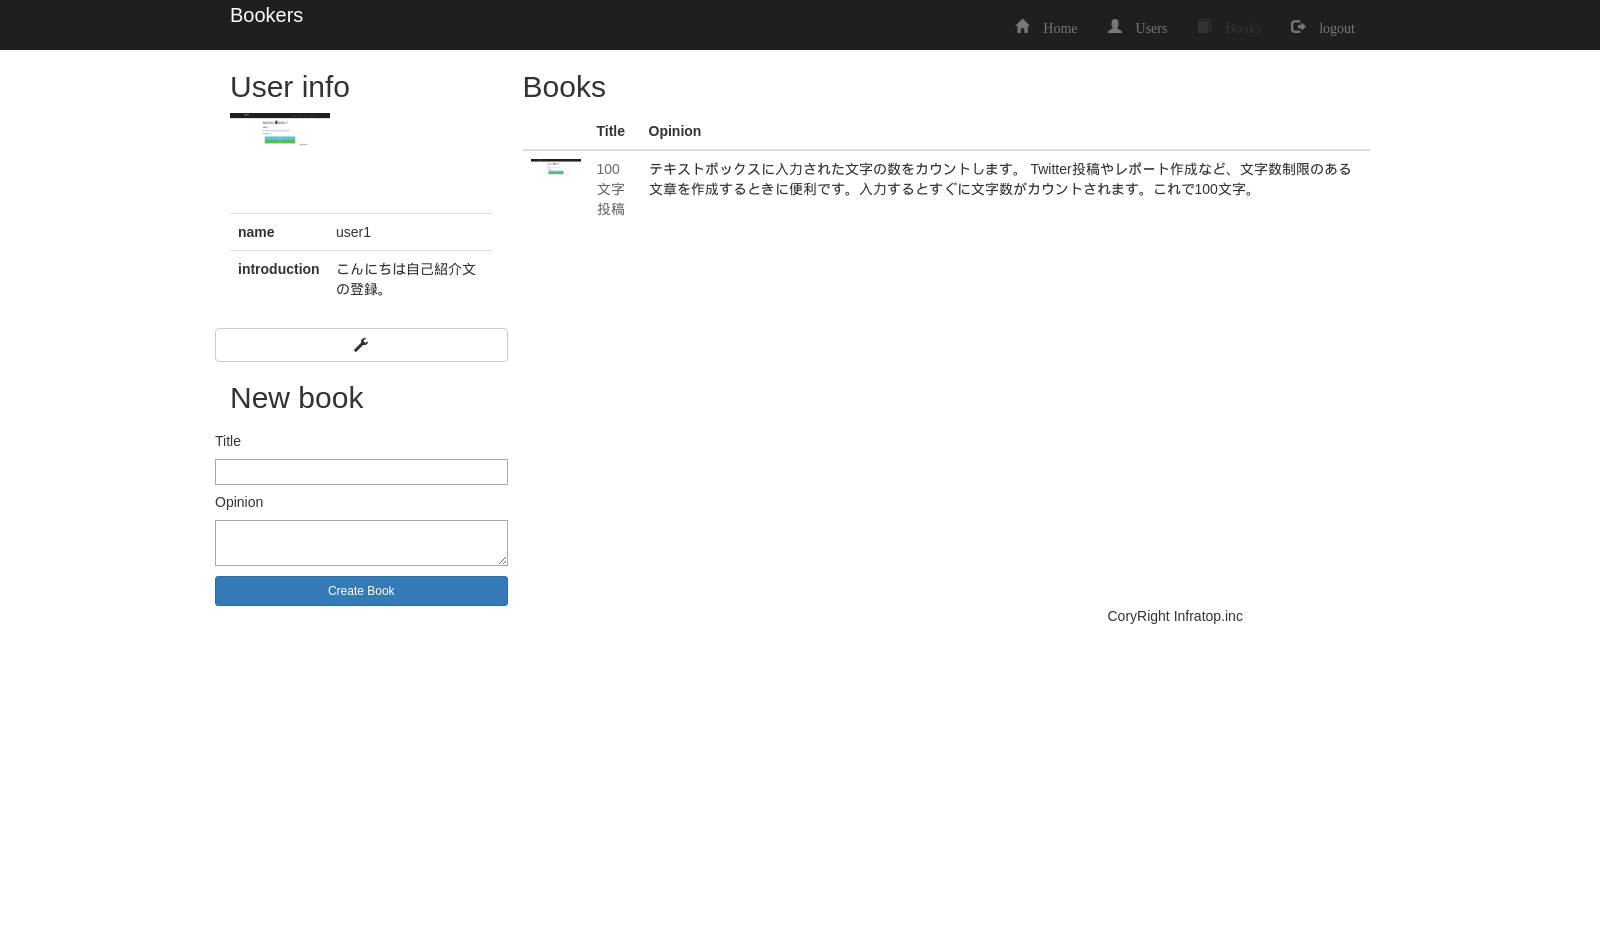 Bookers
Home
Users
Books
logout
User info
name
user1
introduction
こんにちは自己紹介文
の登録。
New book
Title
Opinion
Create Book
Books
Title
Opinion
100
文字
投稿
テキストボックスに入力された文字の数をカウントします。 Twitter投稿やレポート作成など、文字数制限のある
文章を作成するときに便利です。入力するとすぐに文字数がカウントされます。これで100文字。
CoryRight Infratop.inc